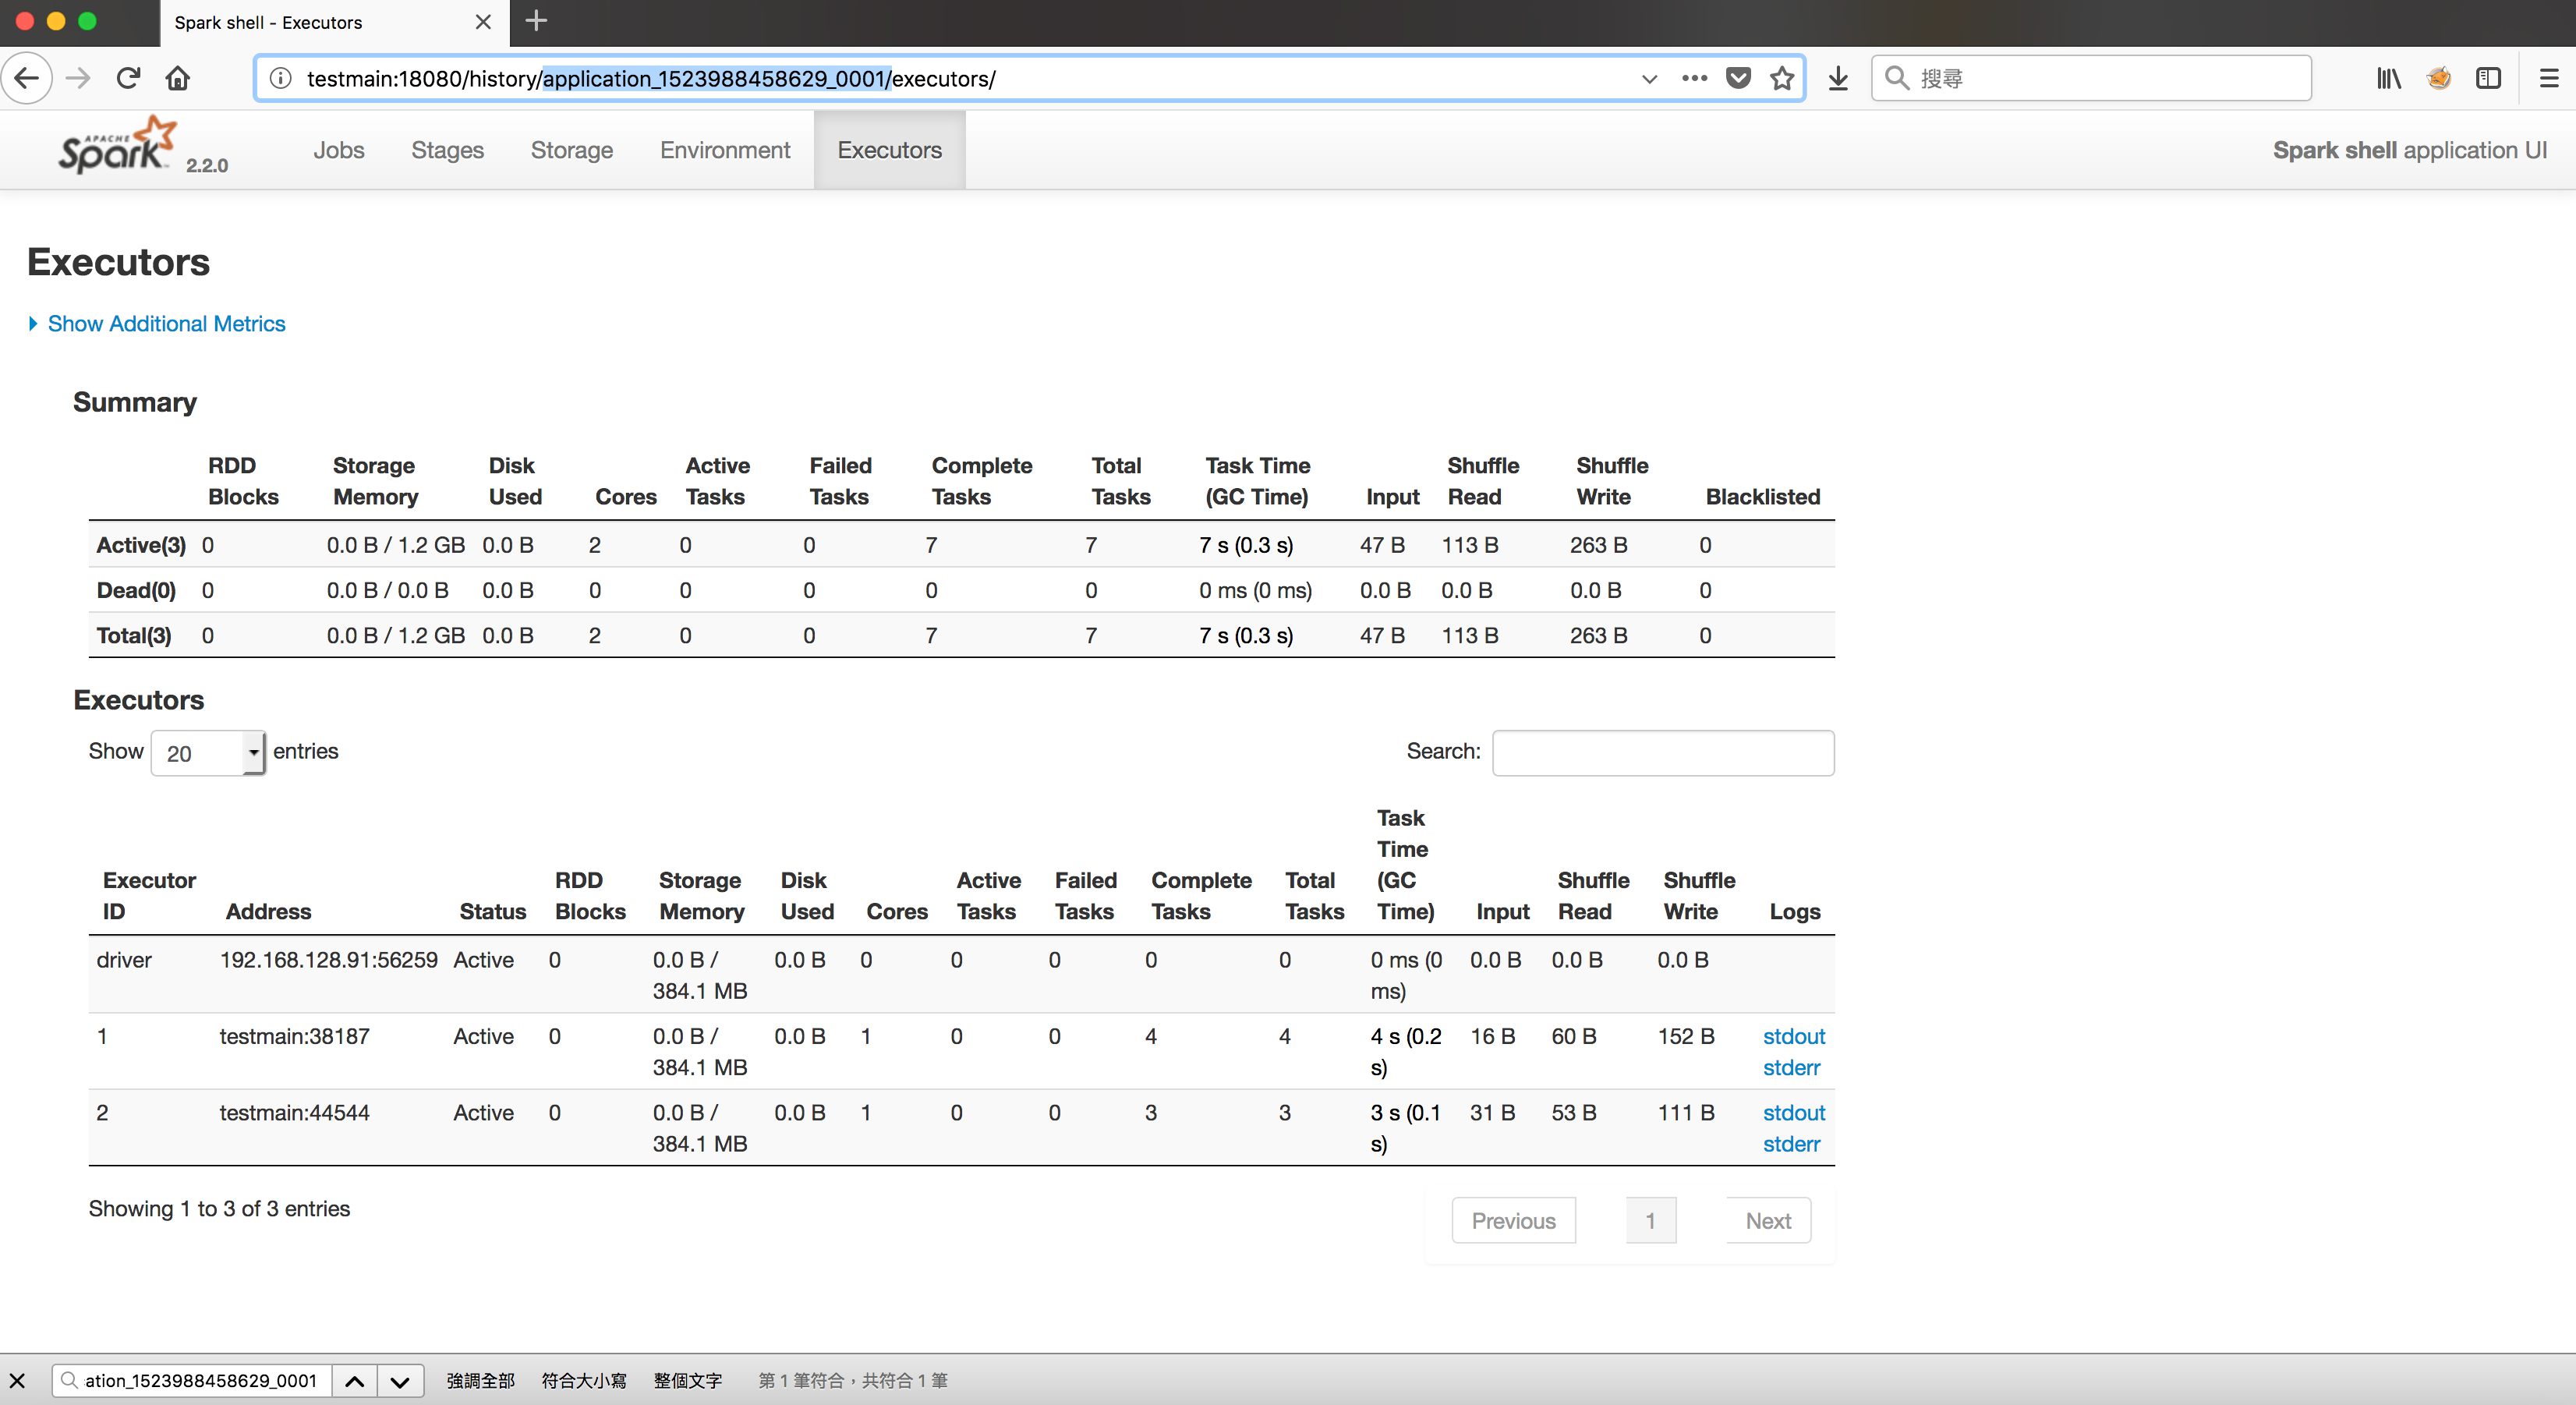 Spark shell - Executors
testmain:18080/history/application_1523988458629_0001/executors/
搜尋
APACHE Spark 2.2.0 Jobs Stages Storage Environment Executors Spark shell application UI
Executors
Show Additional Metrics
Summary
RDD Blocks Storage Memory Disk Used Cores Active Tasks Failed Tasks Complete Tasks Total Tasks Task Time (GC Time) Input Shuffle Read Shuffle Write Blacklisted
Active(3) 0 0.0 B / 1.2 GB 0.0 B 2 0 0 7 7 7 s (0.3 s) 47 B 113 B 263 B 0
Dead(0) 0 0.0 B / 0.0 B 0.0 B 0 0 0 0 0 0 ms (0 ms) 0.0 B 0.0 B 0.0 B 0
Total(3) 0 0.0 B / 1.2 GB 0.0 B 2 0 0 7 7 7 s (0.3 s) 47 B 113 B 263 B 0
Executors
Show 20 entries Search:
Executor ID Address Status RDD Blocks Storage Memory Disk Used Cores Active Tasks Failed Tasks Complete Tasks Total Tasks Task Time (GC Time) Input Shuffle Read Shuffle Write Logs
driver 192.168.128.91:56259 Active 0 0.0 B / 384.1 MB 0.0 B 0 0 0 0 0 0 ms (0 ms) 0.0 B 0.0 B 0.0 B
1 testmain:38187 Active 0 0.0 B / 384.1 MB 0.0 B 1 0 0 4 4 4 s (0.2 s) 16 B 60 B 152 B stdout stderr
2 testmain:44544 Active 0 0.0 B / 384.1 MB 0.0 B 1 0 0 3 3 3 s (0.1 s) 31 B 53 B 111 B stdout stderr
Showing 1 to 3 of 3 entries Previous 1 Next
ation_1523988458629_0001 強調全部 符合大小寫 整個文字 第 1 筆符合，共符合 1 筆